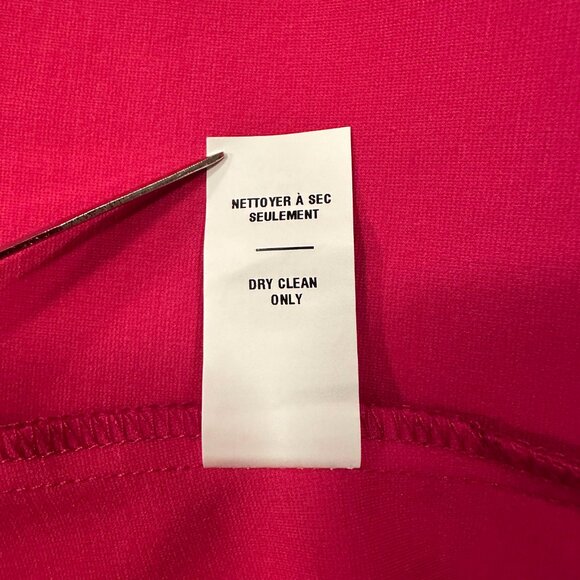 NETTOYER À SEC
SEULEMENT
DRY CLEAN
ONLY